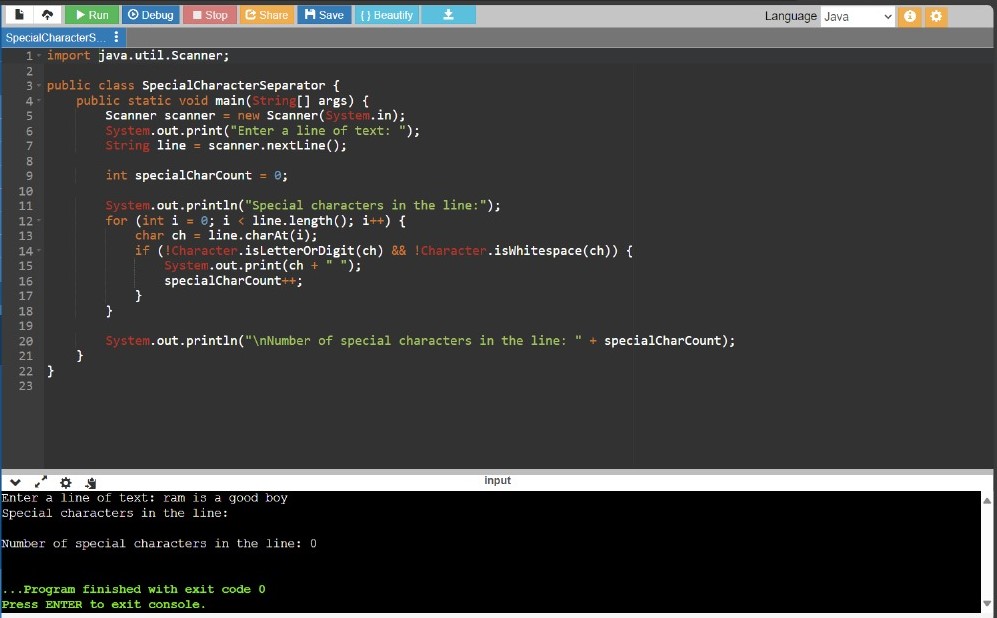 Run Debug Stop Share Save { } Beautify Language Java
SpecialCharacterS...
1 import java.util.Scanner;
2
3 public class SpecialCharacterSeparator {
4 public static void main(String[] args) {
5 Scanner scanner = new Scanner(System.in);
6 System.out.print("Enter a line of text: ");
7 String line = scanner.nextLine();
8
9 int specialCharCount = 0;
10
11 System.out.println("Special characters in the line:");
12 for (int i = 0; i < line.length(); i++) {
13 char ch = line.charAt(i);
14 if (!Character.isLetterOrDigit(ch) && !Character.isWhitespace(ch)) {
15 System.out.print(ch + " ");
16 specialCharCount++;
17 }
18 }
19
20 System.out.println("\nNumber of special characters in the line: " + specialCharCount);
21 }
22 }
23
input
Enter a line of text: ram is a good boy
Special characters in the line:
Number of special characters in the line: 0
...Program finished with exit code 0
Press ENTER to exit console.